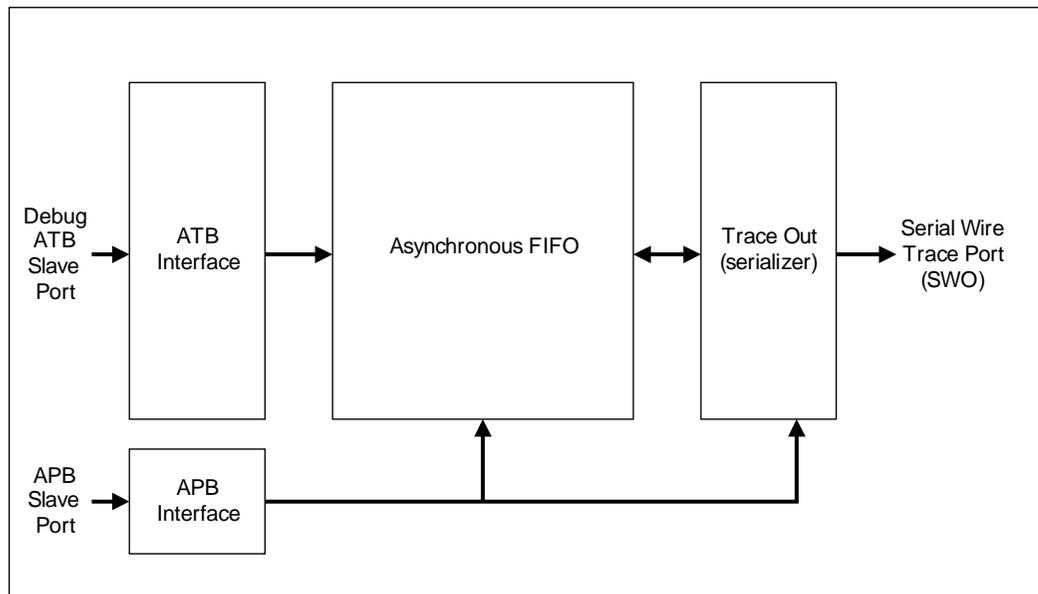 Debug
ATB
Slave
Port
ATB
Interface
Asynchronous FIFO
Trace Out
(serializer)
Serial Wire
Trace Port
(SWO)
APB
Slave
Port
APB
Interface